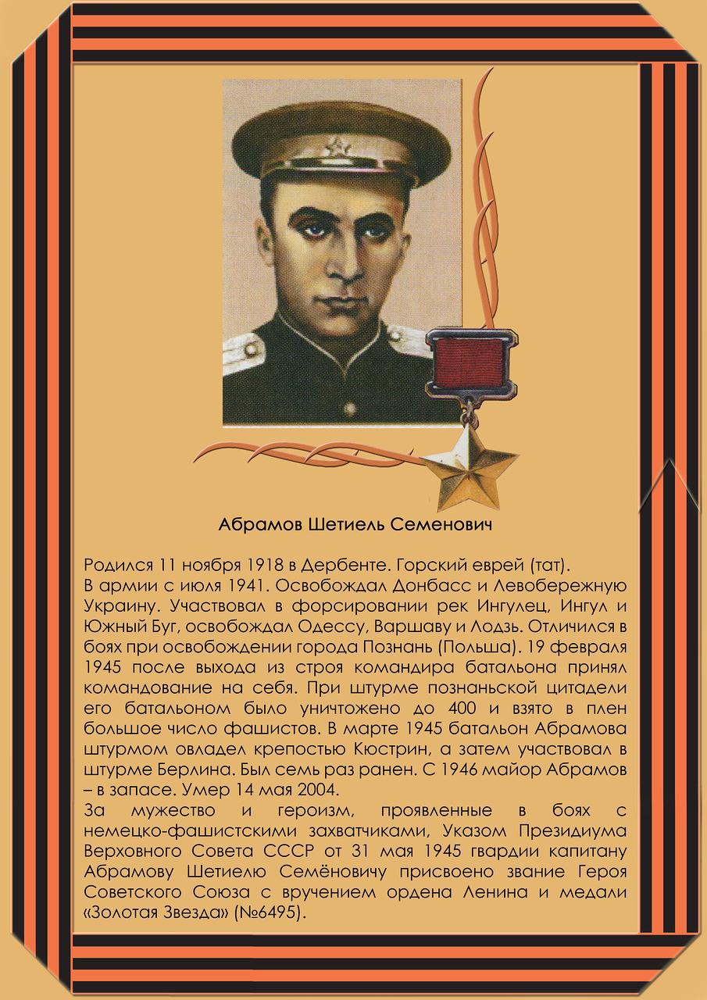 Абрамов Шетиель Семенович
Родился 11 ноября 1918 в Дербенте. Горский еврей (тат).
В армии с июля 1941. Освобождал Донбасс и Левобережную
Украину. Участвовал в форсировании рек Ингулец, Ингул и
Южный Буг, освобождал Одессу, Варшаву и Лодзь. Отличился в
боях при освобождении города Познань (Польша). 19 февраля
1945 после выхода из строя командира батальона принял
командование на себя. При штурме познаньской цитадели
его батальоном было уничтожено до 400 и взято в плен
большое число фашистов. В марте 1945 батальон Абрамова
штурмом овладел крепостью Кюстрин, а затем участвовал в
штурме Берлина. Был семь раз ранен. С 1946 майор Абрамов
– в запасе. Умер 14 мая 2004.
За мужество и героизм, проявленные в боях с
немецко-фашистскими захватчиками, Указом Президиума
Верховного Совета СССР от 31 мая 1945 гвардии капитану
Абрамову Шетиелю Семёновичу присвоено звание Героя
Советского Союза с вручением ордена Ленина и медали
«Золотая Звезда» (№6495).